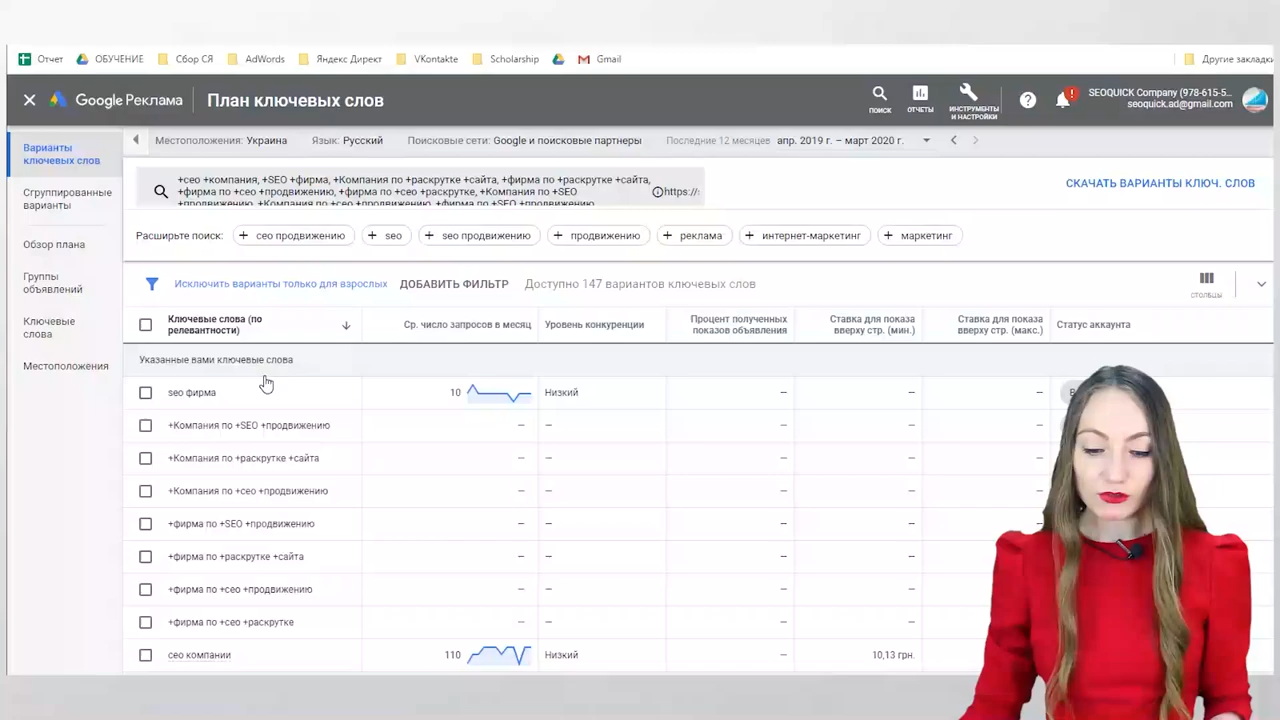 Отчет ОБУЧЕНИЕ Сбор СЯ AdWords Яндекс Директ VKontakte Scholarship Gmail Другие закладки
Google Реклама План ключевых слов
ПОИСК ОТЧЕТЫ ИНСТРУМЕНТЫ И НАСТРОЙКИ
SEOQUICK Company (978-615-5...
seoquick.ad@gmail.com
Варианты ключевых слов
Сгруппированные варианты
Обзор плана
Группы объявлений
Ключевые слова
Местоположения
Местоположения: Украина Язык: Русский Поисковые сети: Google и поисковые партнеры Последние 12 месяцев апр. 2019 г. – март 2020 г.
+сео +компания, +SEO +фирма, +Компания по +раскрутке +сайта, +фирма по +раскрутке +сайта,
+фирма по +сео +продвижению, +фирма по +сео +раскрутке, +Компания по +SEO
+продвижению, +Компания по +сео +продвижению, +фирма по +SEO +продвижению
https://
СКАЧАТЬ ВАРИАНТЫ КЛЮЧ. СЛОВ
Расширьте поиск: + сео продвижению + seo + seo продвижению + продвижению + реклама + интернет-маркетинг + маркетинг
Исключить варианты только для взрослых ДОБАВИТЬ ФИЛЬТР Доступно 147 вариантов ключевых слов
СТОЛБЦЫ
Ключевые слова (по релевантности) Ср. число запросов в месяц Уровень конкуренции Процент полученных показов объявления Ставка для показа вверху стр. (мин.) Ставка для показа вверху стр. (макс.) Статус аккаунта
Указанные вами ключевые слова
seo фирма 10 Низкий – – –
+Компания по +SEO +продвижению – – – – –
+Компания по +раскрутке +сайта – – – – –
+Компания по +сео +продвижению – – – – –
+фирма по +SEO +продвижению – – – – –
+фирма по +раскрутке +сайта – – – –
+фирма по +сео +продвижению – – – –
+фирма по +сео +раскрутке – – – –
сео компании 110 Низкий – 10,13 грн.